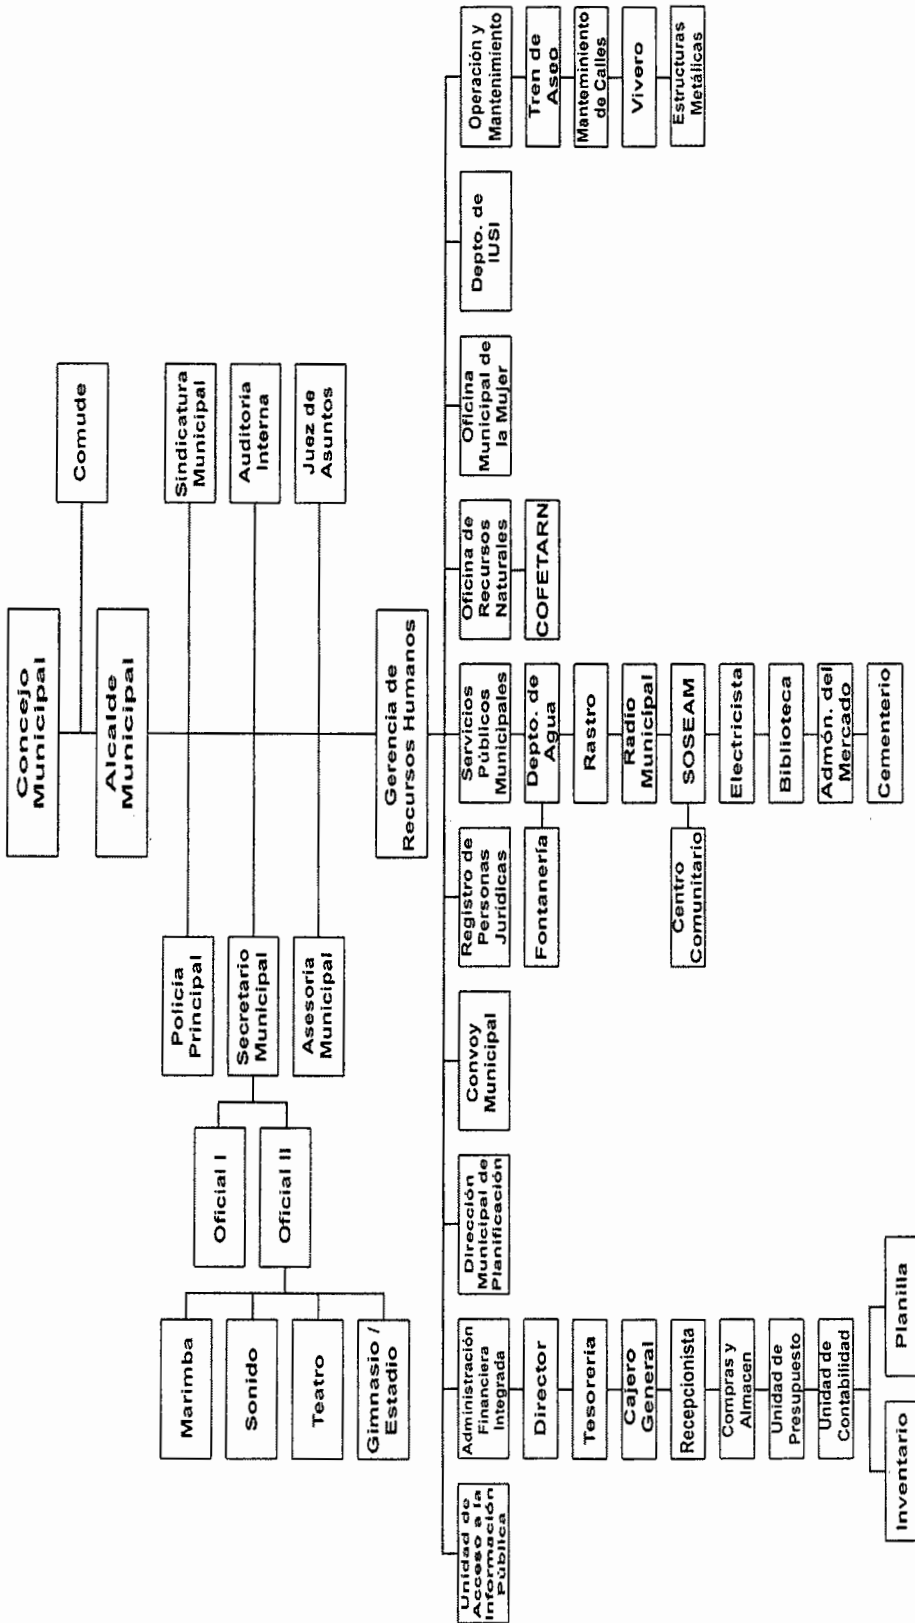 Concejo
Municipal
Comude
Alcalde
Municipal
Policia
Principal
Sindicatura
Municipal
Secretario
Municipal
Auditoria
Interna
Asesoria
Municipal
Juez de
Asuntos
Oficial I
Oficial II
Marimba
Sonido
Teatro
Gimnasio /
Estadio
Gerencia de
Recursos Humanos
Unidad de
Acceso a la
Información
Pública
Administración
Financiera
Integrada
Director
Tesoreria
Cajero
General
Recepcionista
Compras y
Almacen
Unidad de
Presupuesto
Unidad de
Contabilidad
Inventario
Planilla
Dirección
Municipal de
Planificación
Convoy
Municipal
Registro de
Personas
Jurídicas
Servicios
Públicos
Municipales
Depto. de
Agua
Fontanería
Rastro
Radio
Municipal
SOSEAM
Centro
Comunitario
Electricista
Biblioteca
Admón. del
Mercado
Cementerio
Oficina de
Recursos
Naturales
COFETARN
Oficina
Municipal de
la Mujer
Depto. de
IUSI
Operación y
Mantenimiento
Tren de
Aseo
Manteminiento
de Calles
Vivero
Estructuras
Metálicas